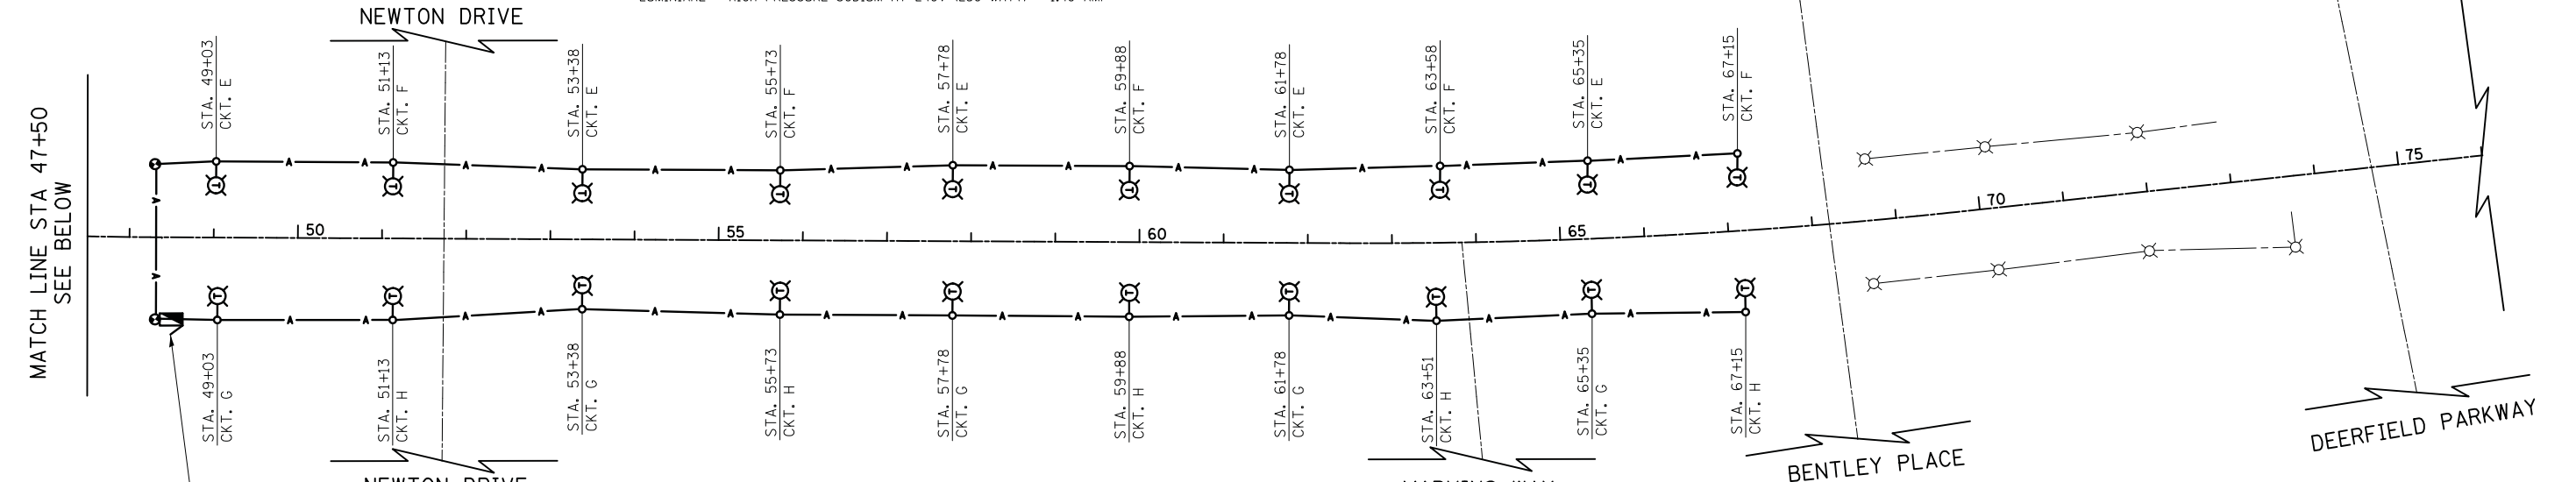 NEWTON DRIVE
STA. 49+03
CKT. E
STA. 51+13
CKT. F
STA. 53+38
CKT. E
STA. 55+73
CKT. F
STA. 57+78
CKT. E
STA. 59+88
CKT. F
STA. 61+78
CKT. E
STA. 63+58
CKT. F
STA. 65+35
CKT. E
STA. 67+15
CKT. F
MATCH LINE STA 47+50
SEE BELOW
A A A A A A A A A A A A A A A A A A
T T T T T T T T T T
A
A
50 55 60 65 70 75
T T T T T T T T T T
A A A A A A A A A A A A A A A A A A
STA. 49+03
CKT. G
STA. 51+13
CKT. H
STA. 53+38
CKT. G
STA. 55+73
CKT. H
STA. 57+78
CKT. G
STA. 59+88
CKT. H
STA. 61+78
CKT. G
STA. 63+51
CKT. H
STA. 65+35
CKT. G
STA. 67+15
CKT. H
NEWTON DRIVE
BENTLEY PLACE
DEERFIELD PARKWAY